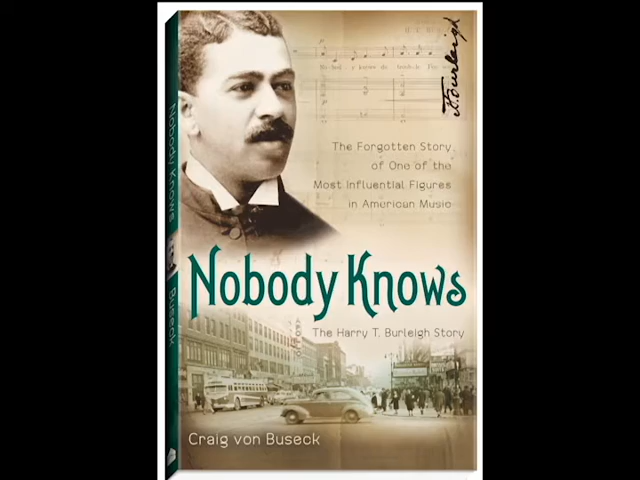 H.T. Burleigh
The Forgotten Story
of One of the
Most Influential Figures
in American Music
Nobody Knows
The Harry T. Burleigh Story
Craig von Buseck
Nobody Knows
Buseck